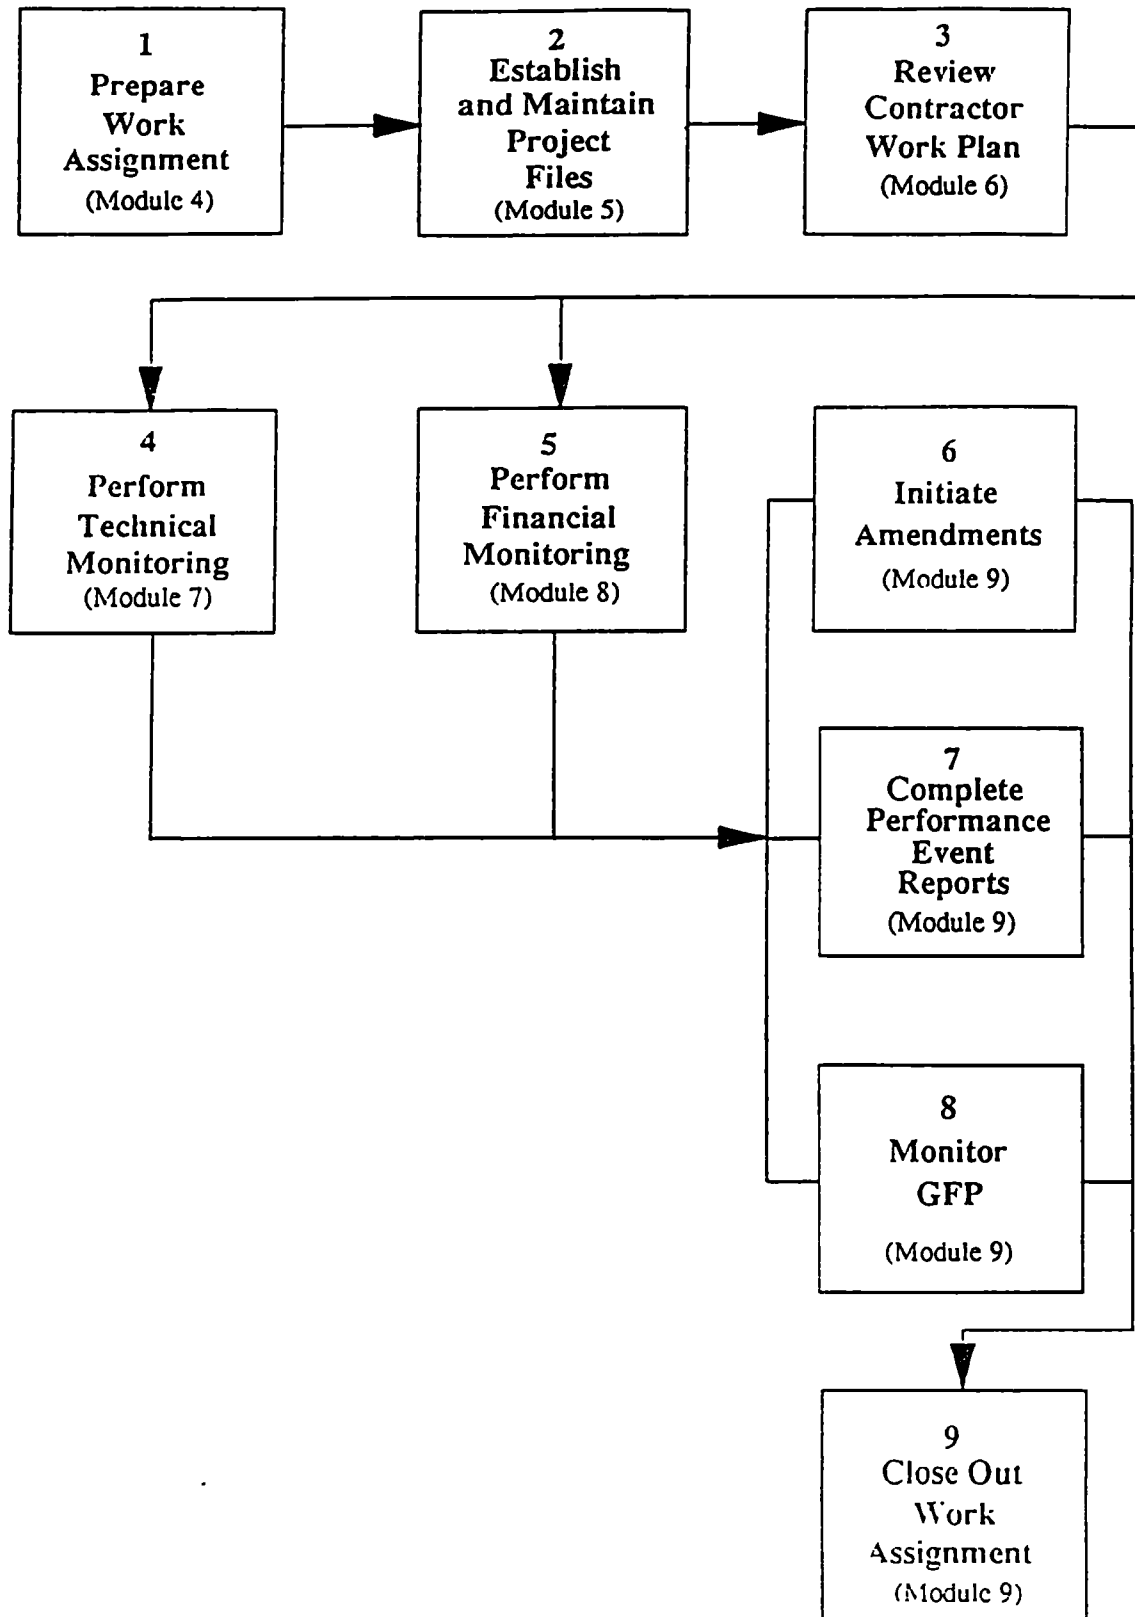 1
Prepare
Work
Assignment
(Module 4)
2
Establish
and Maintain
Project
Files
(Module 5)
3
Review
Contractor
Work Plan
(Module 6)
4
Perform
Technical
Monitoring
(Module 7)
5
Perform
Financial
Monitoring
(Module 8)
6
Initiate
Amendments
(Module 9)
7
Complete
Performance
Event
Reports
(Module 9)
8
Monitor
GFP
(Module 9)
9
Close Out
Work
Assignment
(Module 9)